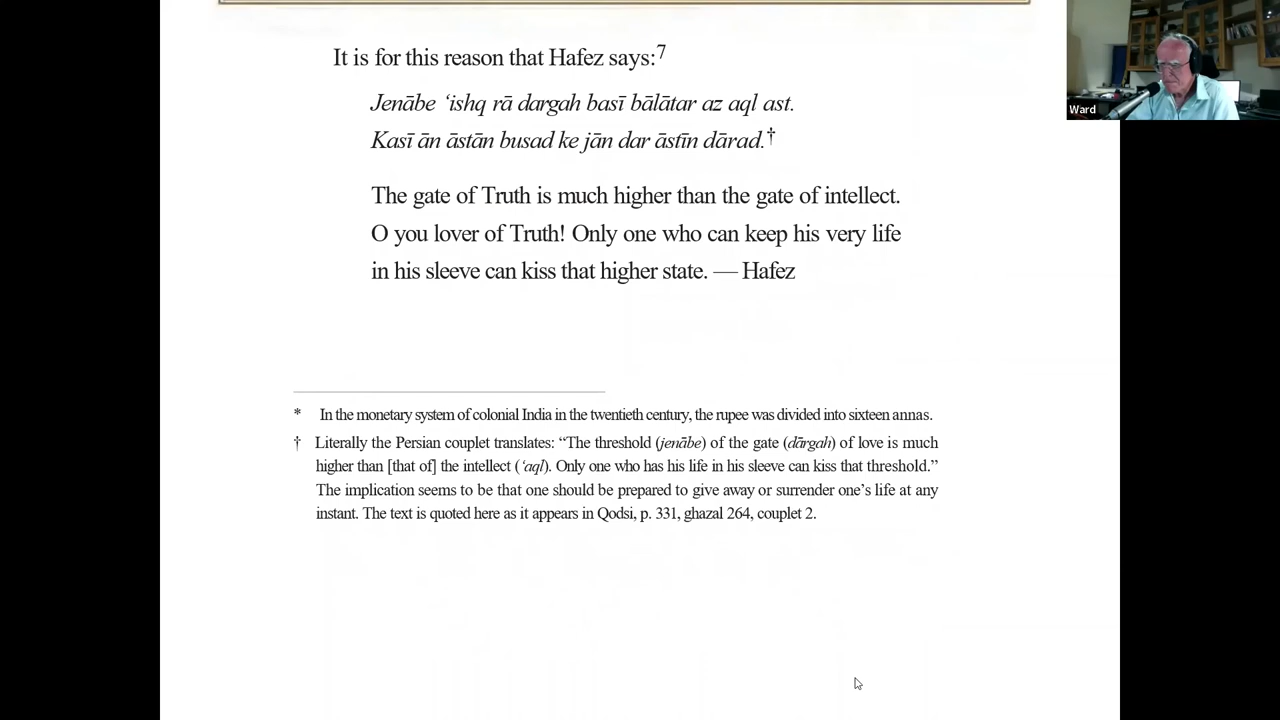 It is for this reason that Hafez says:7
Jenābe ‘ishq rā dargah basī bālātar az aql ast.
Kasī ān āstān busad ke jān dar āstīn dārad.†
The gate of Truth is much higher than the gate of intellect.
O you lover of Truth! Only one who can keep his very life
in his sleeve can kiss that higher state. — Hafez
* In the monetary system of colonial India in the twentieth century, the rupee was divided into sixteen annas.
† Literally the Persian couplet translates: “The threshold (jenābe) of the gate (dārgah) of love is much
higher than [that of] the intellect (‘aql). Only one who has his life in his sleeve can kiss that threshold.”
The implication seems to be that one should be prepared to give away or surrender one’s life at any
instant. The text is quoted here as it appears in Qodsi, p. 331, ghazal 264, couplet 2.
Ward